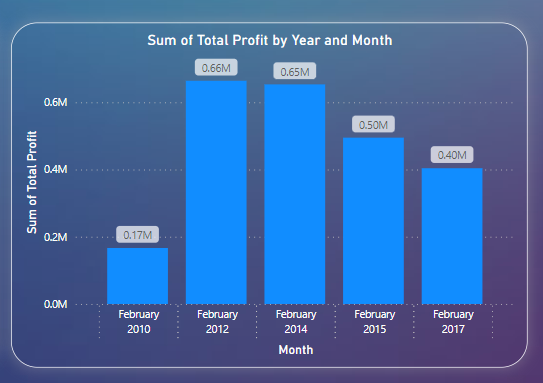 Sum of Total Profit by Year and Month
Sum of Total Profit
0.6M
0.4M
0.2M
0.0M
0.17M
0.66M
0.65M
0.50M
0.40M
February
2010
February
2012
February
2014
February
2015
February
2017
Month